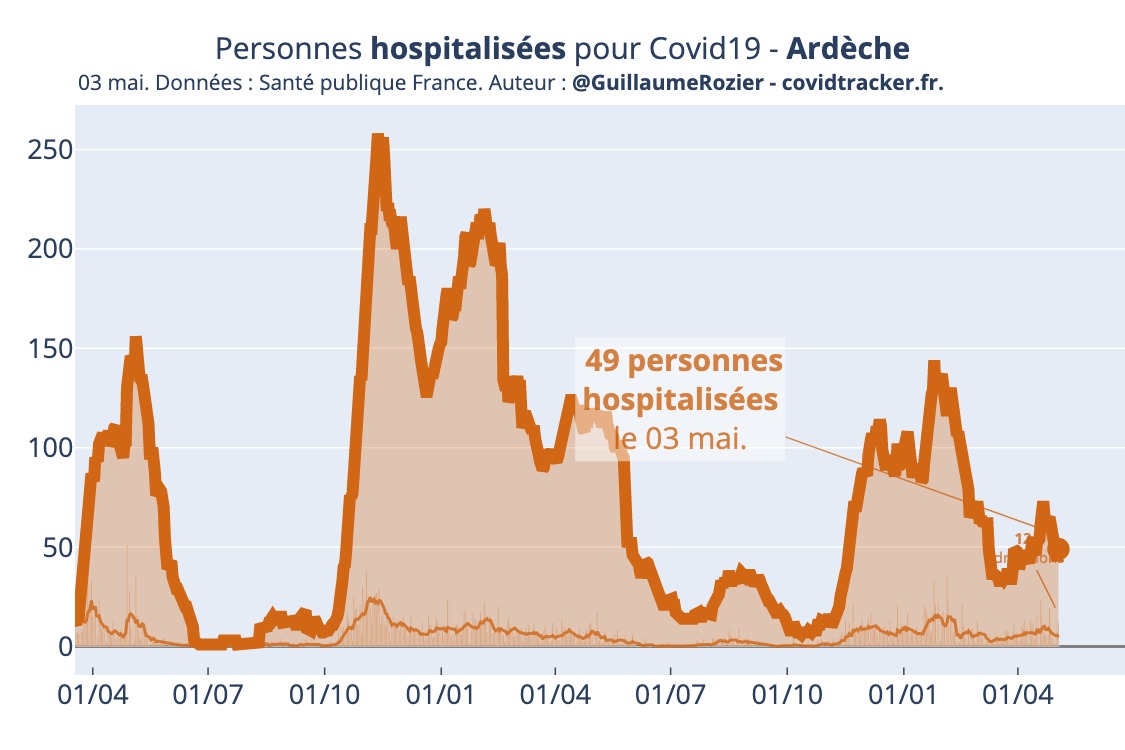 Personnes hospitalisées pour Covid19 - Ardèche
03 mai. Données : Santé publique France. Auteur : @GuillaumeRozier - covidtracker.fr.
250
200
150
100
50
0
49 personnes
hospitalisées
le 03 mai.
12
01/04 01/07 01/10 01/01 01/04 01/07 01/10 01/01 01/04